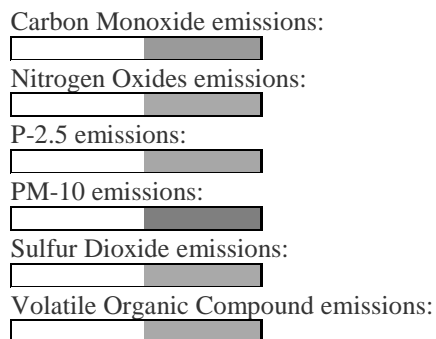 Carbon Monoxide emissions:
Nitrogen Oxides emissions:
P-2.5 emissions:
PM-10 emissions:
Sulfur Dioxide emissions:
Volatile Organic Compound emissions: